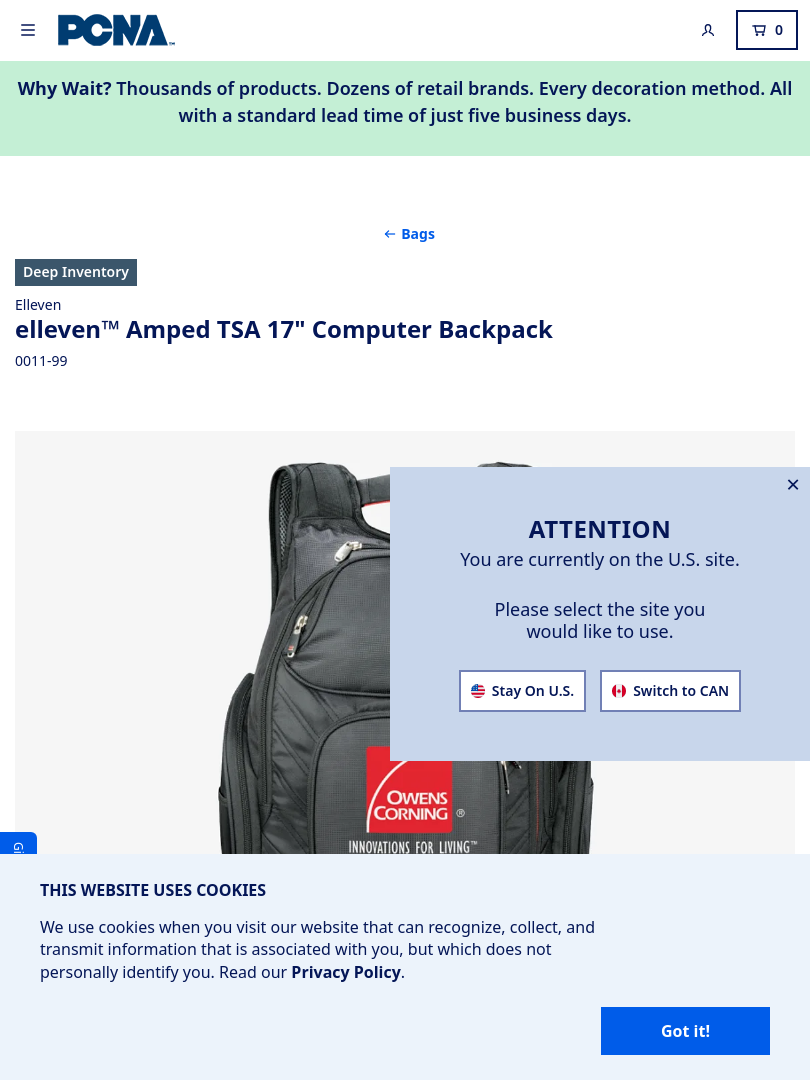 PCNA™
0
Why Wait? Thousands of products. Dozens of retail brands. Every decoration method. All
with a standard lead time of just five business days.
← Bags
Deep Inventory
Elleven
elleven™ Amped TSA 17" Computer Backpack
0011-99
ATTENTION
You are currently on the U.S. site.
Please select the site you
would like to use.
Stay On U.S.
Switch to CAN
OWENS
CORNING ®
INNOVATIONS FOR LIVING™
THIS WEBSITE USES COOKIES
We use cookies when you visit our website that can recognize, collect, and
transmit information that is associated with you, but which does not
personally identify you. Read our Privacy Policy.
Got it!